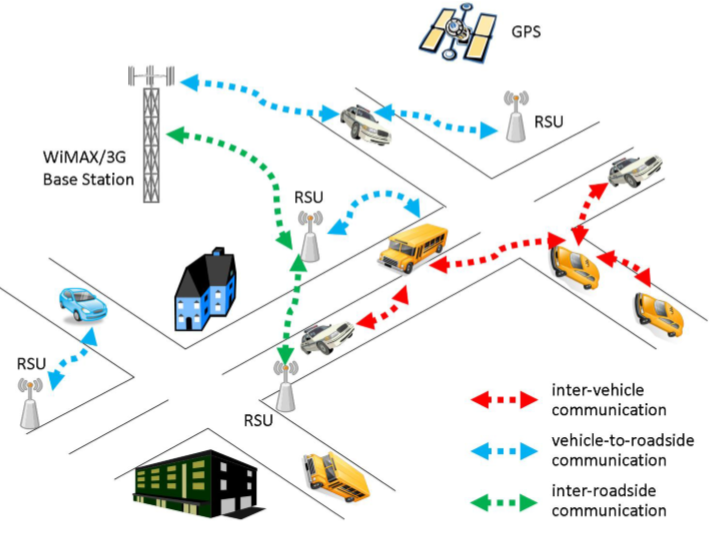 GPS
RSU
WiMAX/3G
Base Station
RSU
RSU
RSU
inter-vehicle
communication
vehicle-to-roadside
communication
inter-roadside
communication